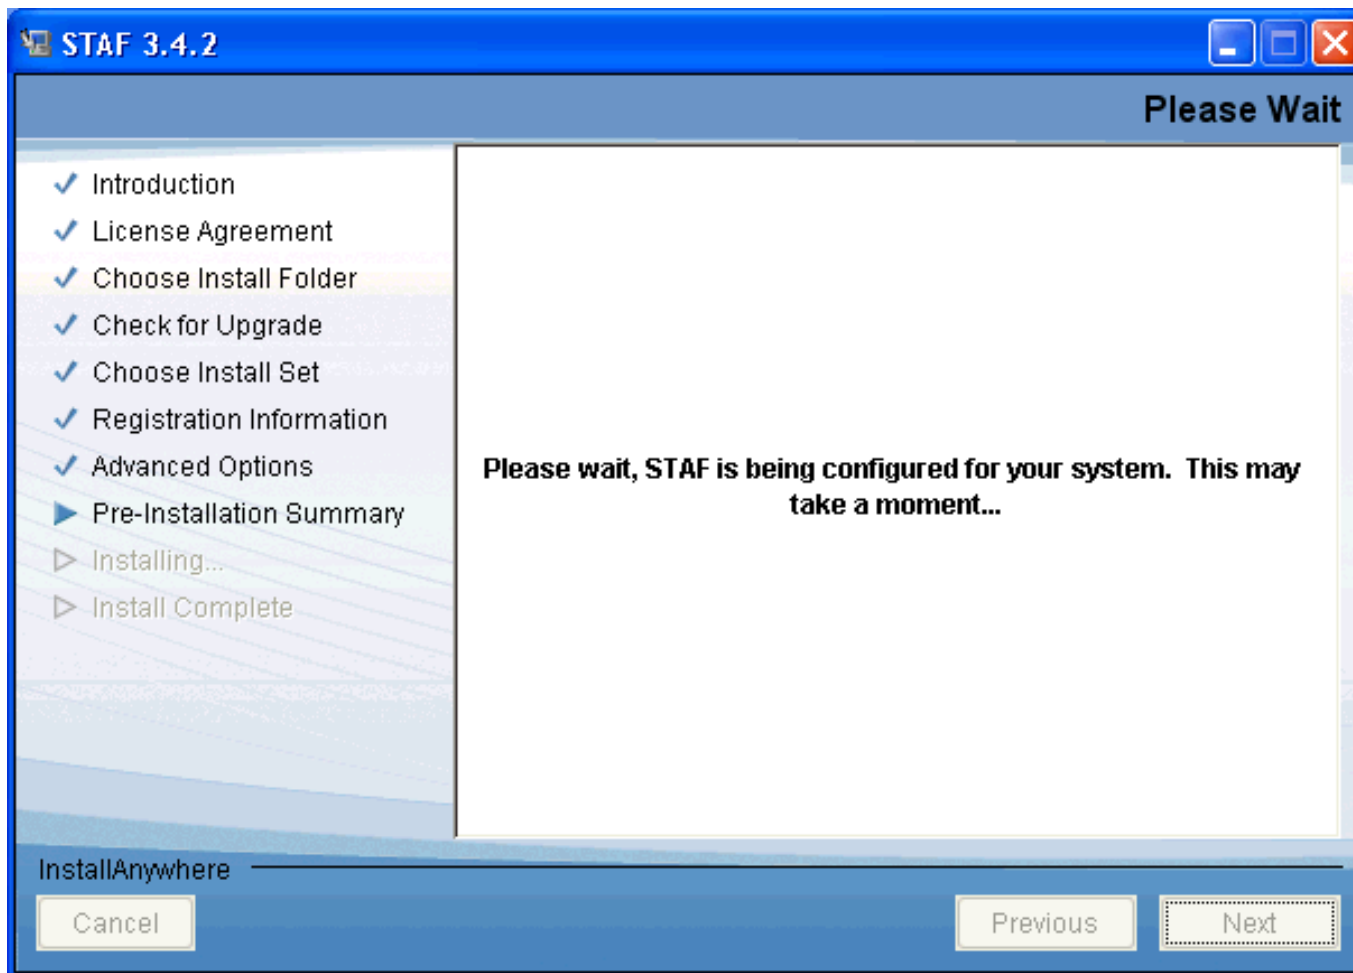 STAF 3.4.2
Please Wait
Introduction
License Agreement
Choose Install Folder
Check for Upgrade
Choose Install Set
Registration Information
Advanced Options
Pre-Installation Summary
Installing...
Install Complete
Please wait, STAF is being configured for your system.  This may
take a moment...
InstallAnywhere
Cancel
Previous
Next